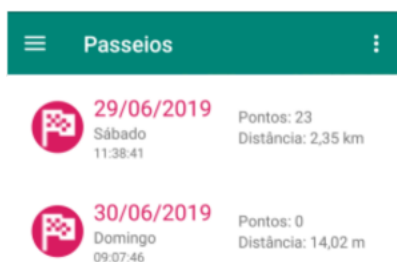 Passeios
29/06/2019
Sábado
11:38:41
Pontos: 23
Distância: 2,35 km
30/06/2019
Domingo
09:07:46
Pontos: 0
Distância: 14,02 m